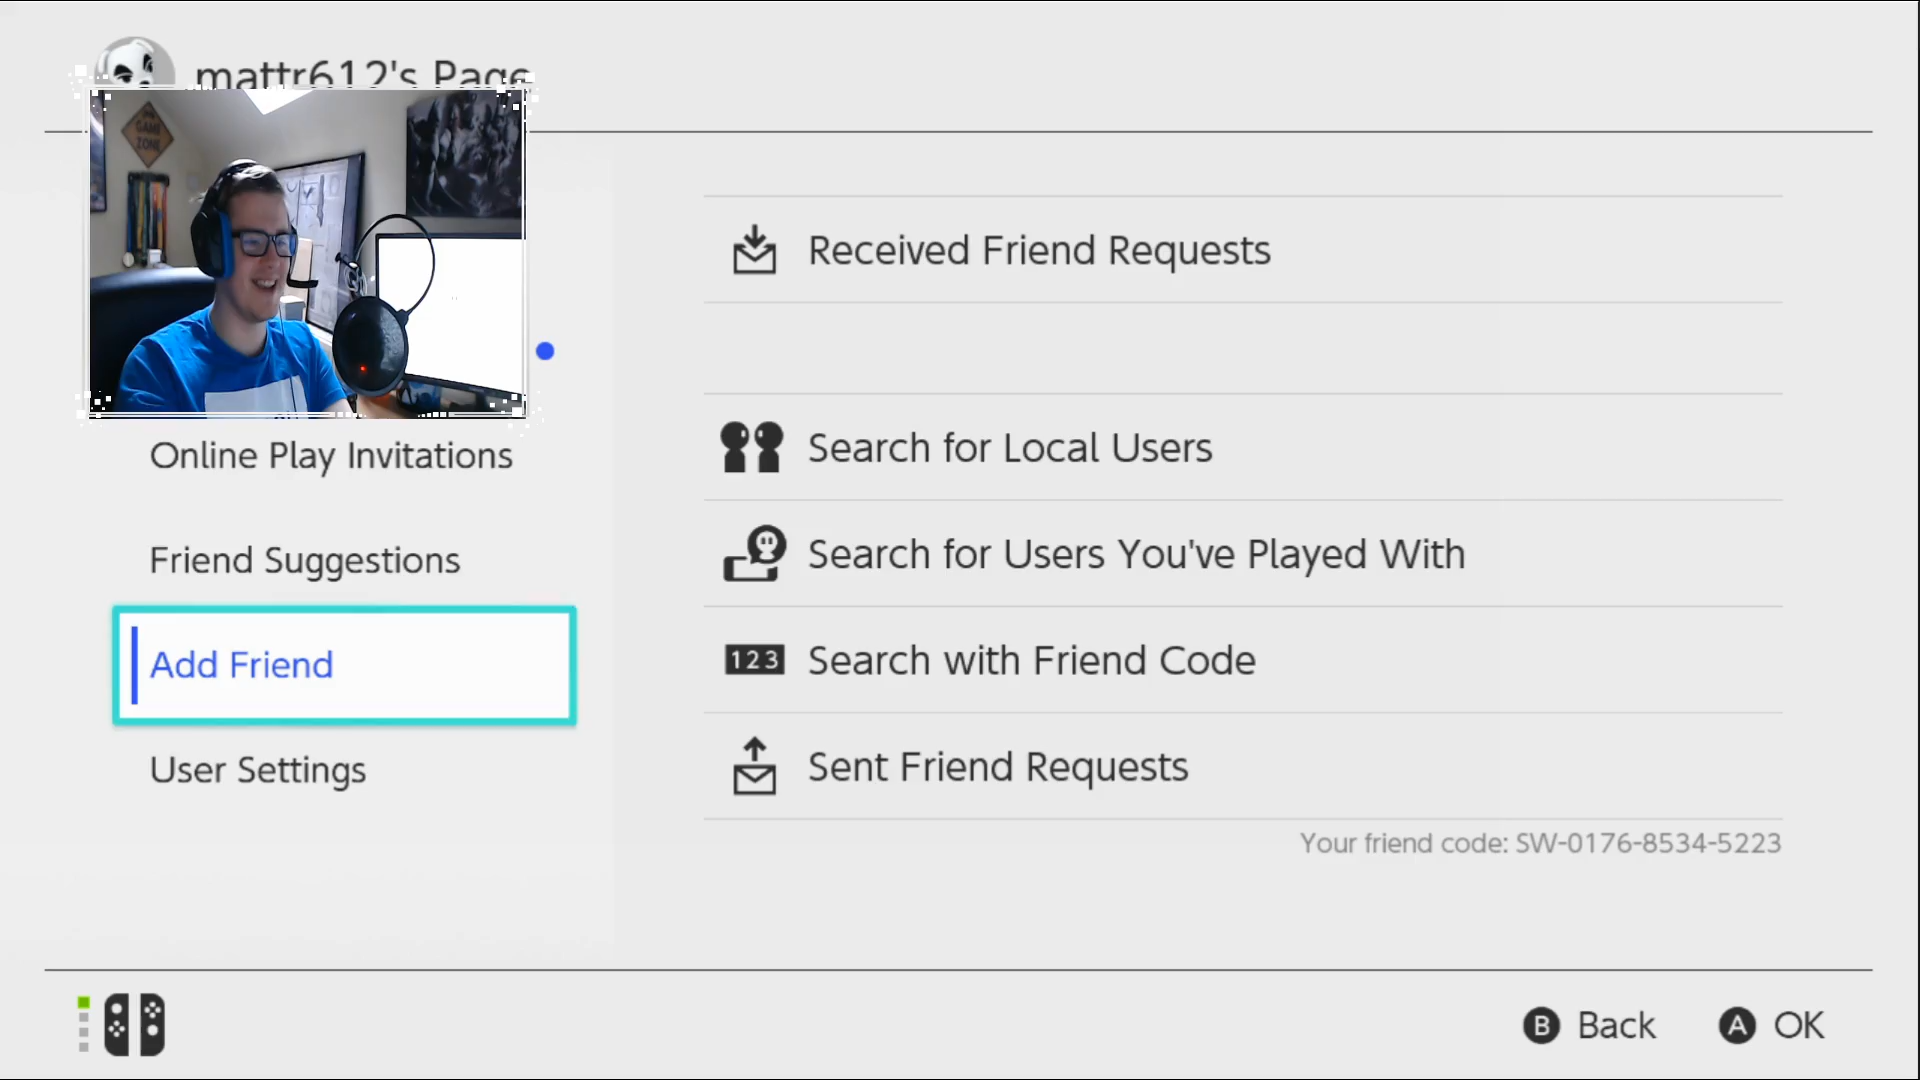 mattr612's Page
GAME
ZONE
Received Friend Requests
Search for Local Users
Online Play Invitations
Search for Users You've Played With
Friend Suggestions
123 Search with Friend Code
Add Friend
Sent Friend Requests
User Settings
Your friend code: SW-0176-8534-5223
B Back A OK